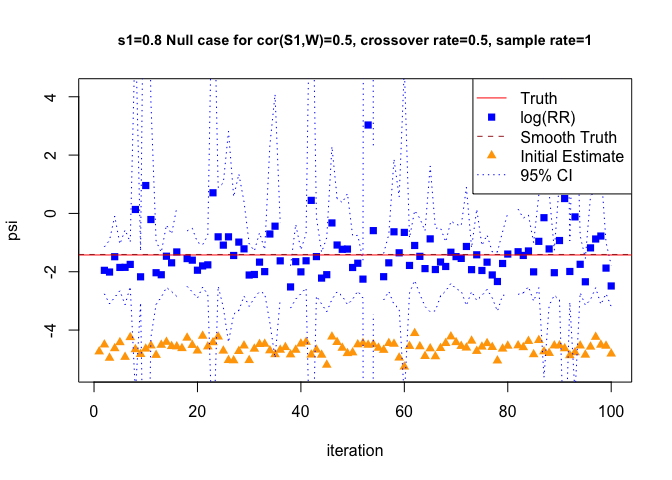 s1=0.8 Null case for cor(S1,W)=0.5, crossover rate=0.5, sample rate=1
Truth
log(RR)
Smooth Truth
Initial Estimate
95% CI
psi
4
2
0
-2
-4
0
20
40
60
80
100
iteration